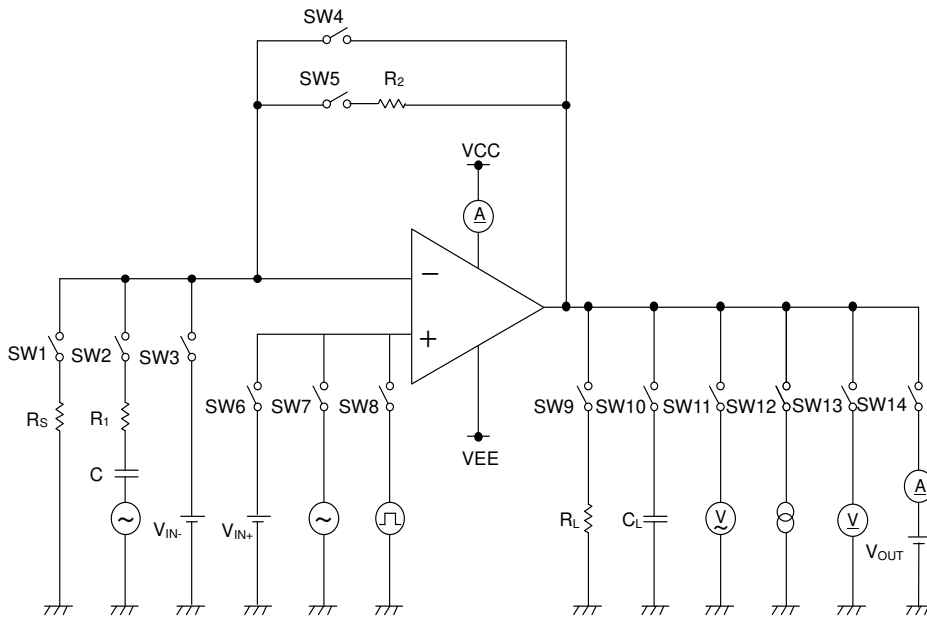 SW4
SW5 R2
VCC
A
−
+
SW1 SW2 SW3
SW6 SW7 SW8
SW9 SW10 SW11 SW12 SW13 SW14
RS R1
C
VEE
A
VIN- VIN+
~ ~
RL CL V
~
V
VOUT